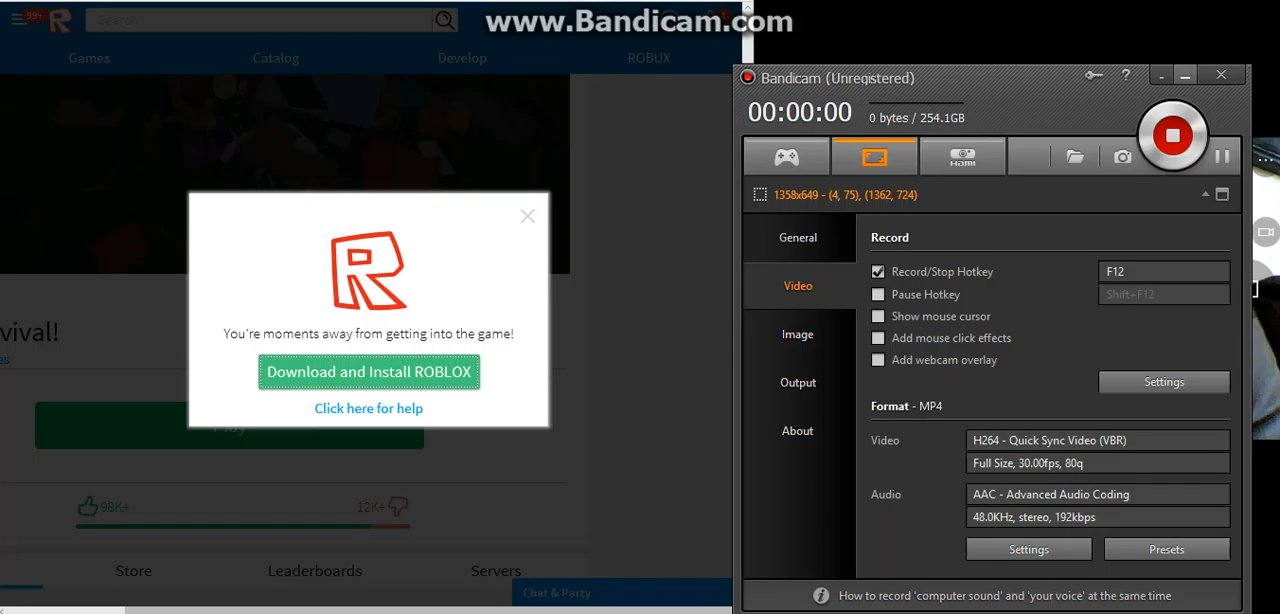 www.Bandicam.com
99+
Search
Games Catalog Develop ROBUX
vival!
es
You're moments away from getting into the game!
Download and Install ROBLOX
Click here for help
98K+ 12K+
Store Leaderboards Servers
Chat & Party
Bandicam (Unregistered)
?
00:00:00
0 bytes / 254.1GB
HDMI
1358x649 - (4, 75), (1362, 724)
General
Video
Image
Output
About
Record
Record/Stop Hotkey F12
Pause Hotkey Shift+F12
Show mouse cursor
Add mouse click effects
Add webcam overlay
Settings
Format - MP4
Video H264 - Quick Sync Video (VBR)
Full Size, 30.00fps, 80q
Audio AAC - Advanced Audio Coding
48.0KHz, stereo, 192kbps
Settings Presets
How to record 'computer sound' and 'your voice' at the same time